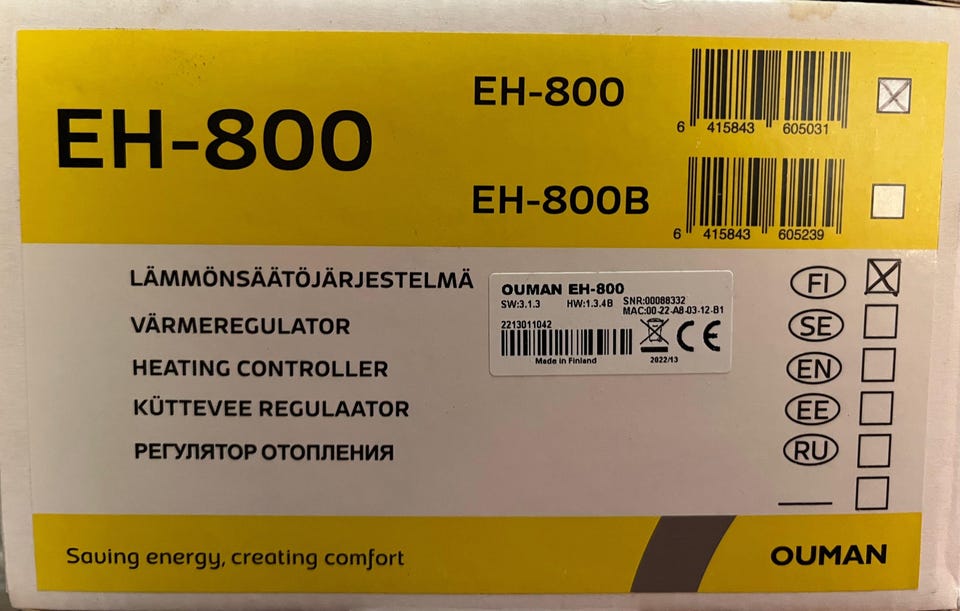 EH-800
EH-800
6 415843 605031
EH-800B
6 415843 605239
LÄMMÖNSÄÄTÖJÄRJESTELMÄ FI
VÄRMEREGULATOR SE
HEATING CONTROLLER EN
KÜTTEVEE REGULAATOR EE
РЕГУЛЯТОР ОТОПЛЕНИЯ RU
OUMAN EH-800
SW:3.1.3 HW:1.3.4B SNR:00088332
MAC:00-22-A8-03-12-B1
2213011042
CE
Made in Finland 2022/13
Saving energy, creating comfort
OUMAN